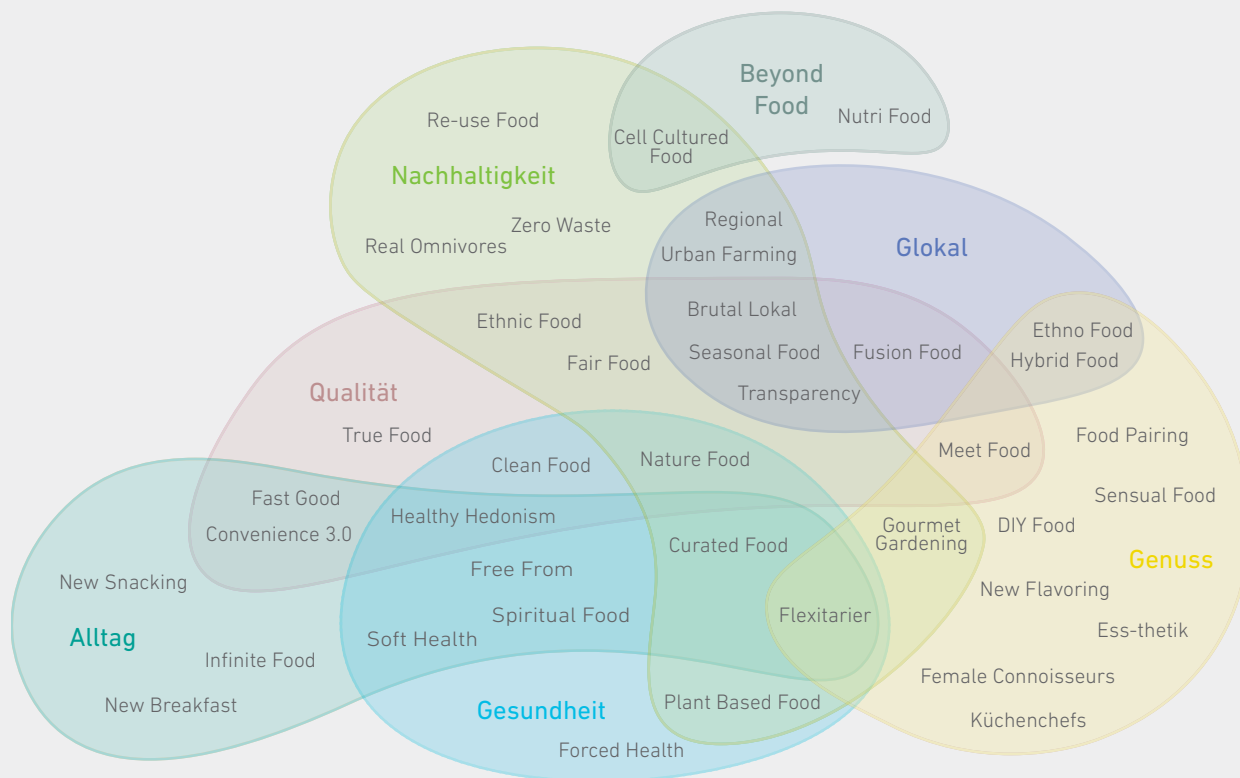 Beyond
Food
Nutri Food
Re-use Food
Cell Cultured
Food
Nachhaltigkeit
Zero Waste
Real Omnivores
Regional
Urban Farming
Glokal
Ethnic Food
Fair Food
Brutal Lokal
Seasonal Food
Fusion Food
Transparency
Ethno Food
Hybrid Food
Qualität
True Food
Clean Food
Nature Food
Meet Food
Food Pairing
Sensual Food
Fast Good
Convenience 3.0
Healthy Hedonism
Curated Food
Gourmet
Gardening
DIY Food
Genuss
New Snacking
Free From
New Flavoring
Alltag
Soft Health
Spiritual Food
Flexitarier
Ess-thetik
Infinite Food
New Breakfast
Gesundheit
Plant Based Food
Female Connoisseurs
Küchenchefs
Forced Health